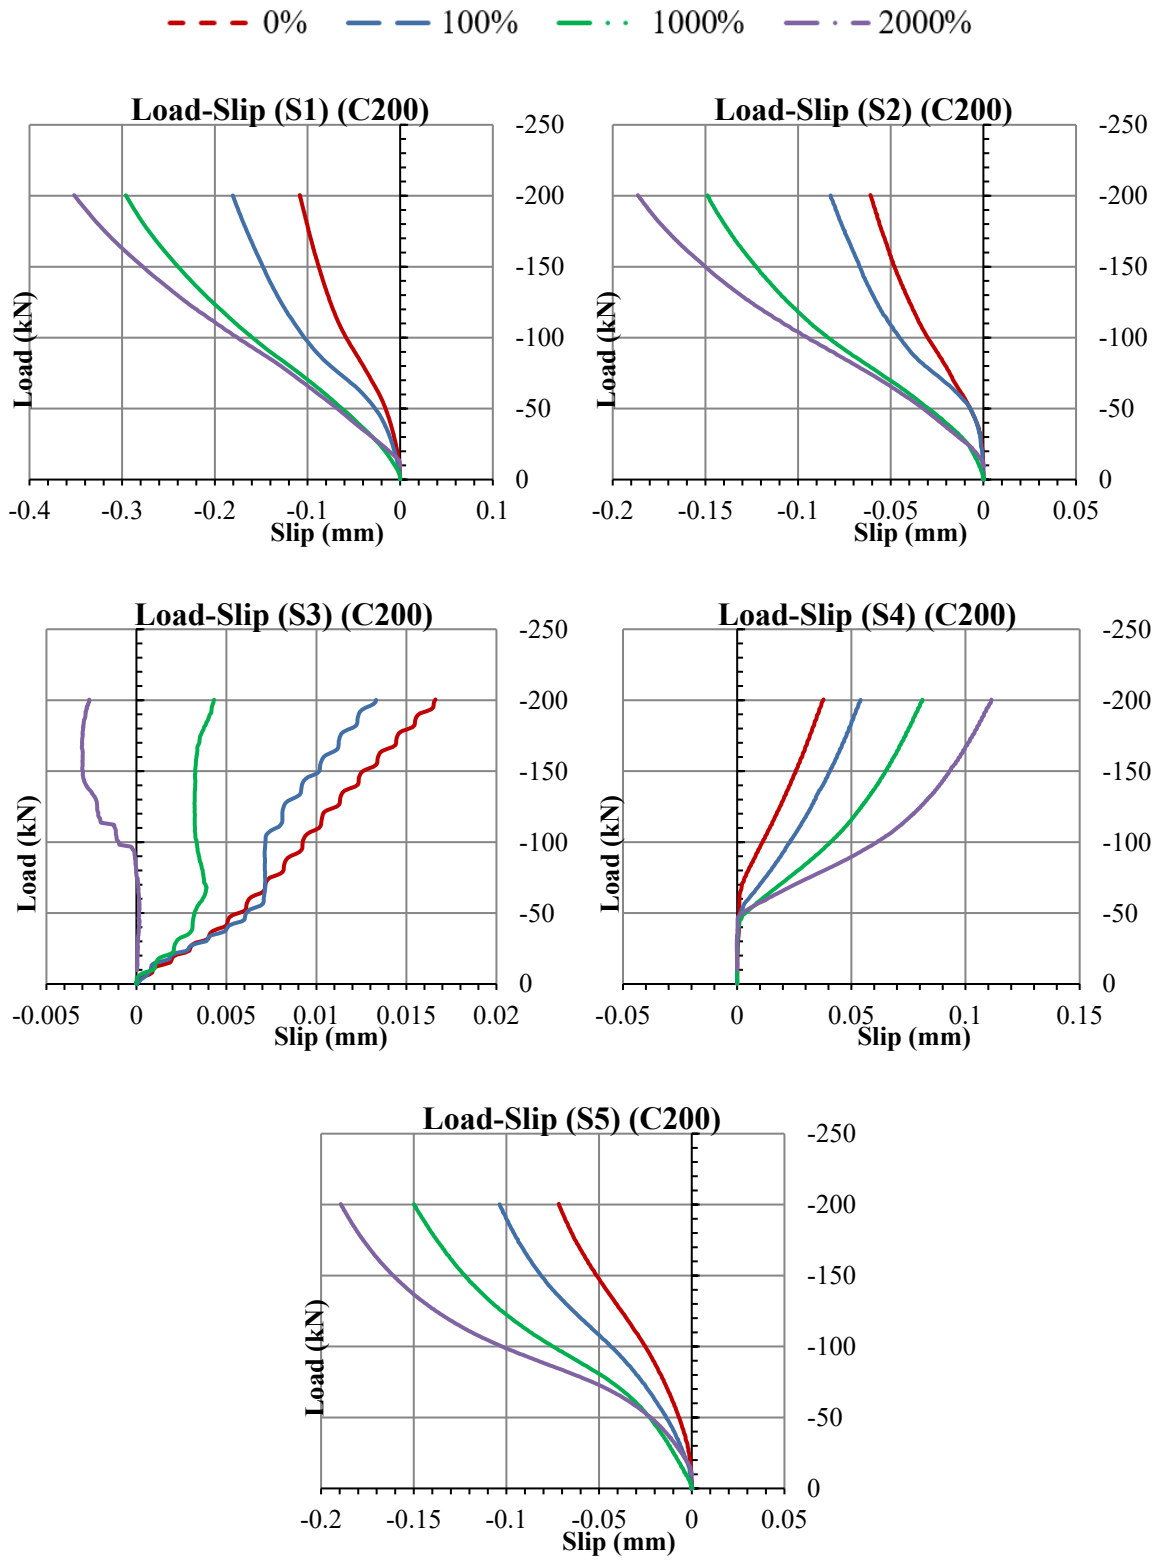 0% 100% 1000% 2000%
Load-Slip (S1) (C200)
Load-Slip (S2) (C200)
-250
-200
-150
-100
-50
0
Load (kN)
-0.4 -0.3 -0.2 -0.1 0 0.1
Slip (mm)
-250
-200
-150
-100
-50
0
Load (kN)
-0.2 -0.15 -0.1 -0.05 0 0.05
Slip (mm)
Load-Slip (S3) (C200)
Load-Slip (S4) (C200)
-250
-200
-150
-100
-50
0
Load (kN)
-0.005 0 0.005 0.01 0.015 0.02
Slip (mm)
-250
-200
-150
-100
-50
0
Load (kN)
-0.05 0 0.05 0.1 0.15
Slip (mm)
Load-Slip (S5) (C200)
-250
-200
-150
-100
-50
0
Load (kN)
-0.2 -0.15 -0.1 -0.05 0 0.05
Slip (mm)